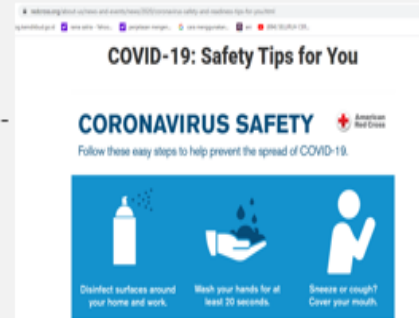 COVID-19: Safety Tips for You
CORONAVIRUS SAFETY
American
Red Cross
Follow these easy steps to help prevent the spread of COVID-19.
Disinfect surfaces around
your home and work.
Wash your hands for at
least 20 seconds.
Sneeze or cough?
Cover your mouth.